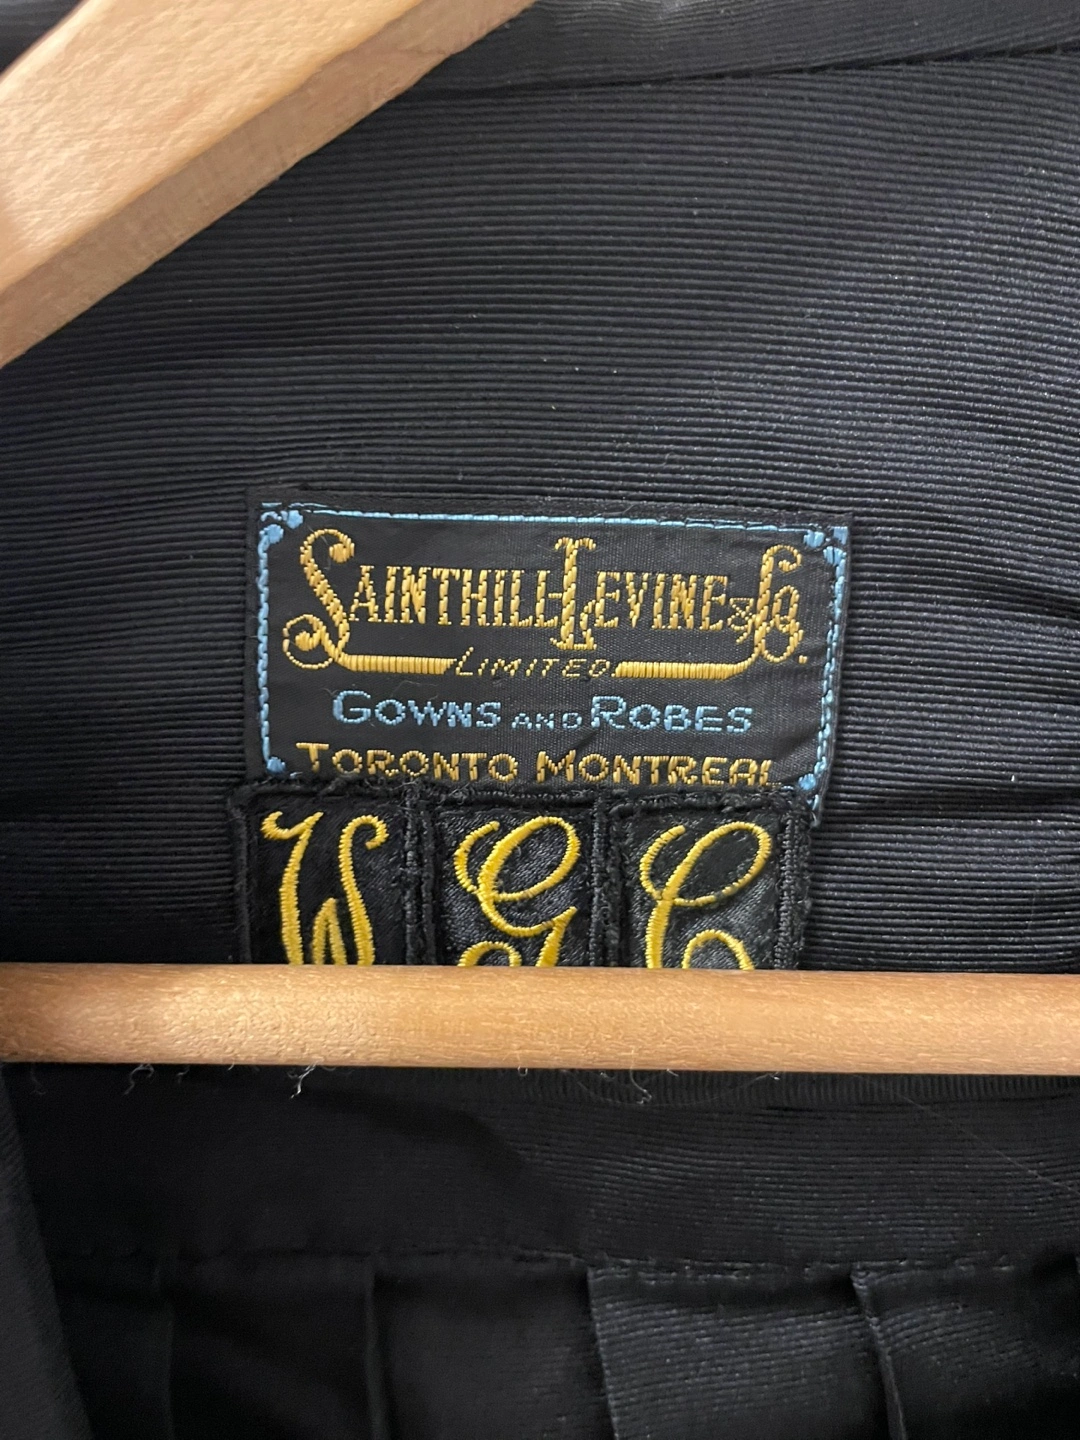 SAINTHILL LEVINE & Co.
LIMITED
GOWNS AND ROBES
TORONTO MONTREAL
W G C